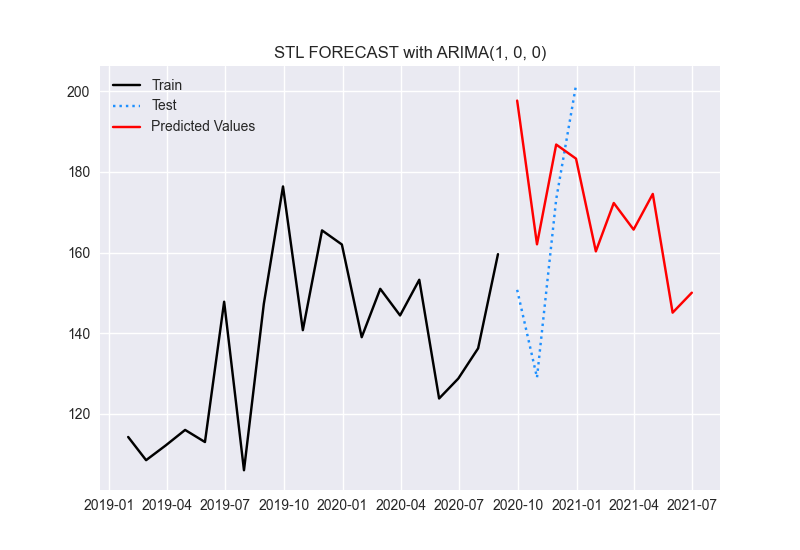 STL FORECAST with ARIMA(1, 0, 0)
Train
Test
Predicted Values
200
180
160
140
120
2019-01 2019-04 2019-07 2019-10 2020-01 2020-04 2020-07 2020-10 2021-01 2021-04 2021-07